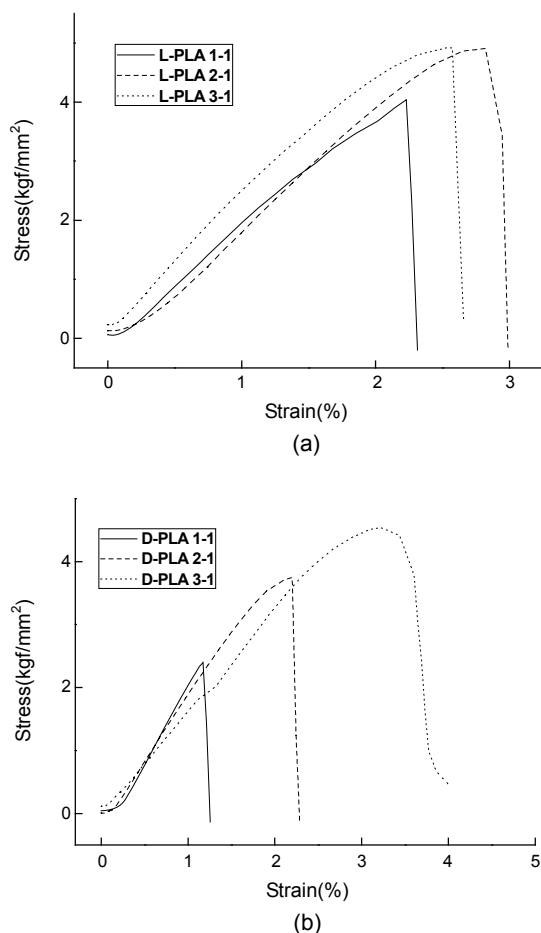 L-PLA 1-1
L-PLA 2-1
L-PLA 3-1
Stress(kgf/mm²)
4
2
0
0 1 2 3
Strain(%)
(a)
D-PLA 1-1
D-PLA 2-1
D-PLA 3-1
Stress(kgf/mm²)
4
2
0
0 1 2 3 4 5
Strain(%)
(b)